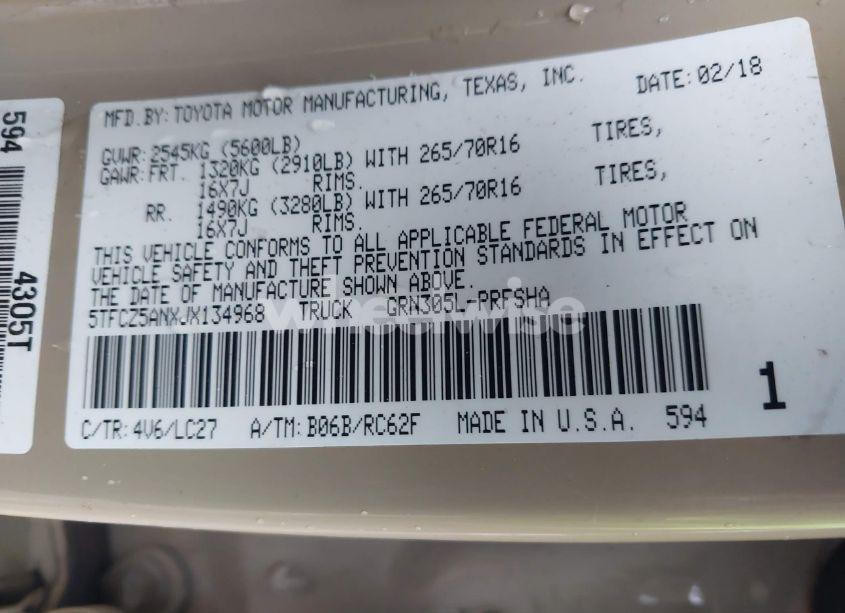 MFD.BY:TOYOTA MOTOR MANUFACTURING, TEXAS, INC. DATE:02/18
GVWR:2545KG (5600LB)
GAWR:FRT. 1320KG (2910LB) WITH 265/70R16 TIRES,
16X7J RIMS.
RR. 1490KG (3280LB) WITH 265/70R16 TIRES,
16X7J RIMS.
THIS VEHICLE CONFORMS TO ALL APPLICABLE FEDERAL MOTOR
VEHICLE SAFETY AND THEFT PREVENTION STANDARDS IN EFFECT ON
THE DATE OF MANUFACTURE SHOWN ABOVE.
5TFCZ5ANXJX134968 TRUCK GRN305L-PRFSHA
C/TR:4V6/LC27 A/TM:B06B/RC62F MADE IN U.S.A. 594
1
594 4305T
wheelwise